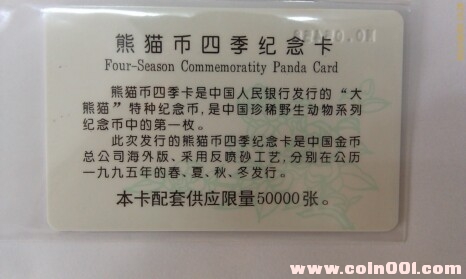 熊猫币四季纪念卡
Four-Season Commemoratity Panda Card
熊猫币四季卡是中国人民银行发行的“大
熊猫”特种纪念币,是中国珍稀野生动物系列
纪念币中的第一枚。
此次发行的熊猫币四季纪念卡是中国金币
总公司海外版、采用反喷砂工艺,分别在公历
一九九五年的春、夏、秋、冬发行。
本卡配套供应限量50000张。
www.coin001.com